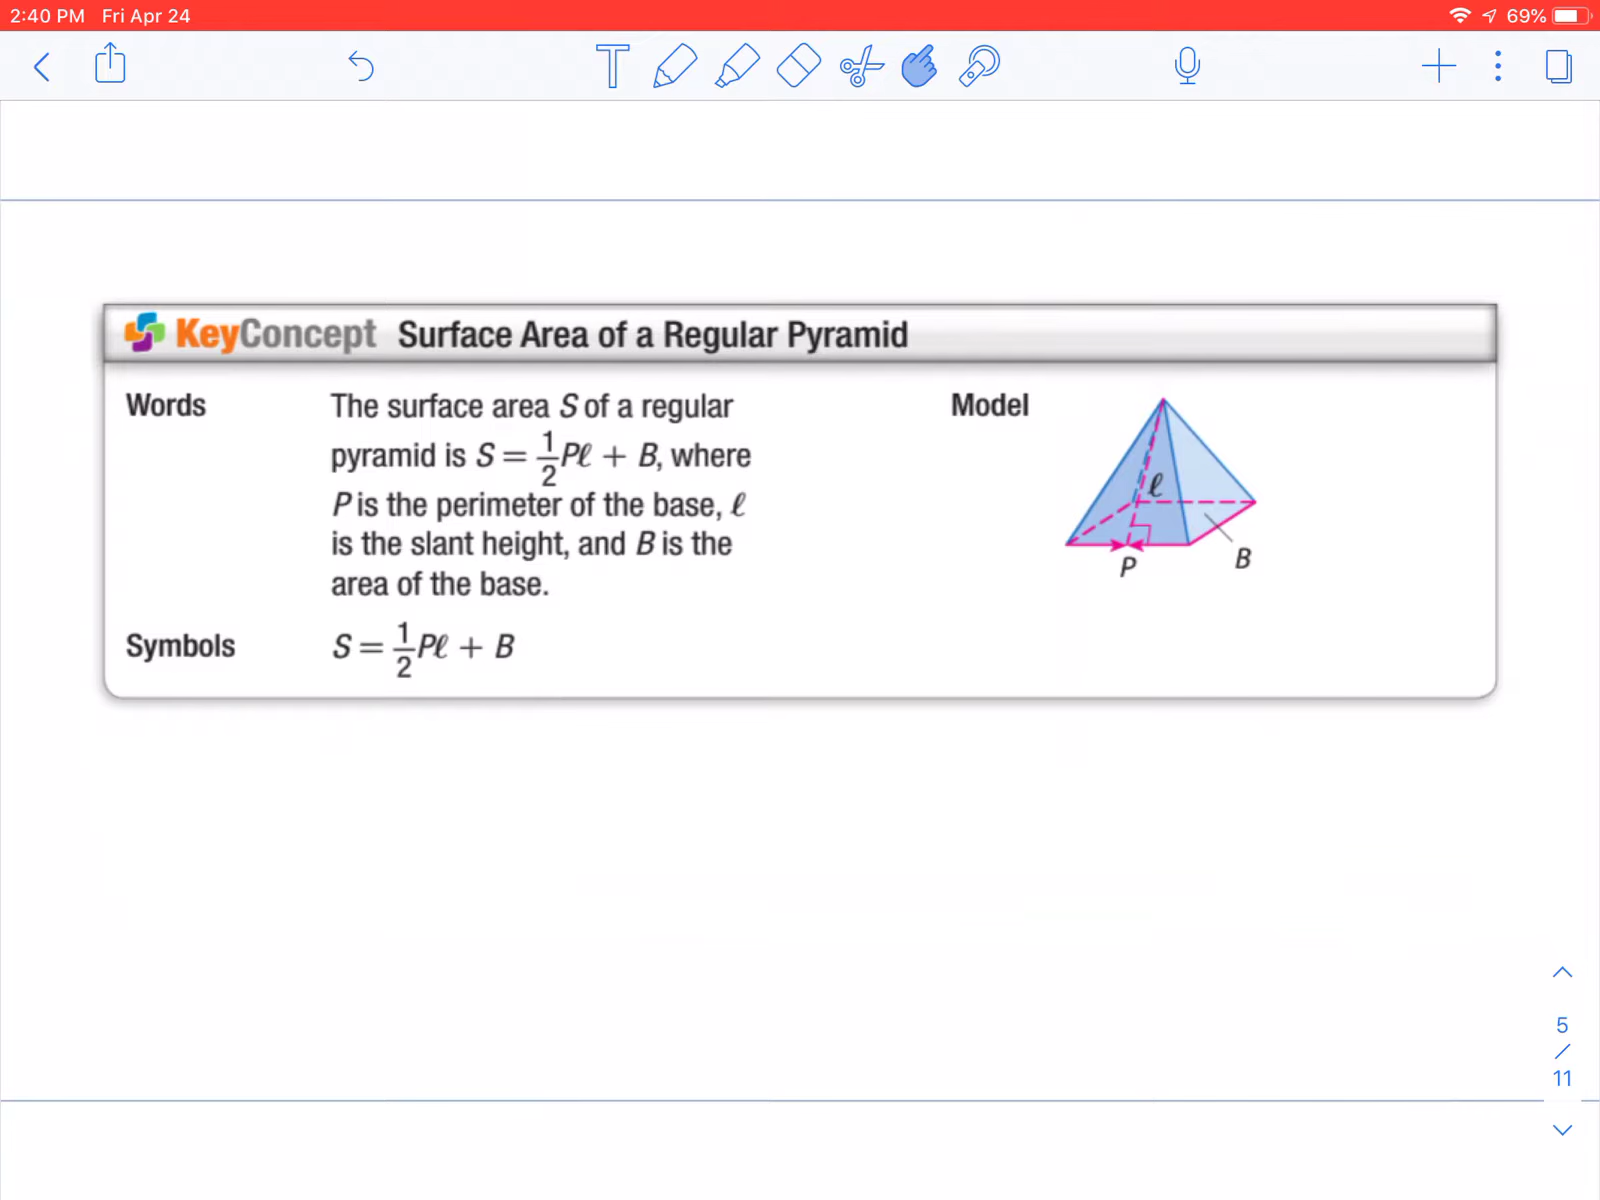 2:40 PM Fri Apr 24
69%
KeyConcept Surface Area of a Regular Pyramid
Words
The surface area S of a regular
pyramid is S = 1/2 Pℓ + B, where
P is the perimeter of the base, ℓ
is the slant height, and B is the
area of the base.
Model
ℓ
P
B
Symbols
S = 1/2 Pℓ + B
5
/
11